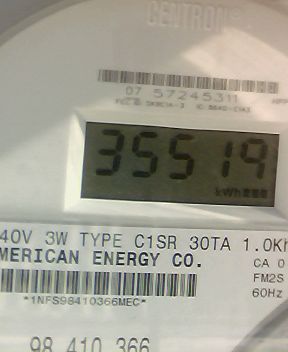 CENTRON®
07 57245311
35519
kWh
40V 3W TYPE C1SR 30TA 1.0Kh
MERICAN ENERGY CO.
CA 0
FM2S
60Hz
*1NFS98410366MEC*
98 410 366